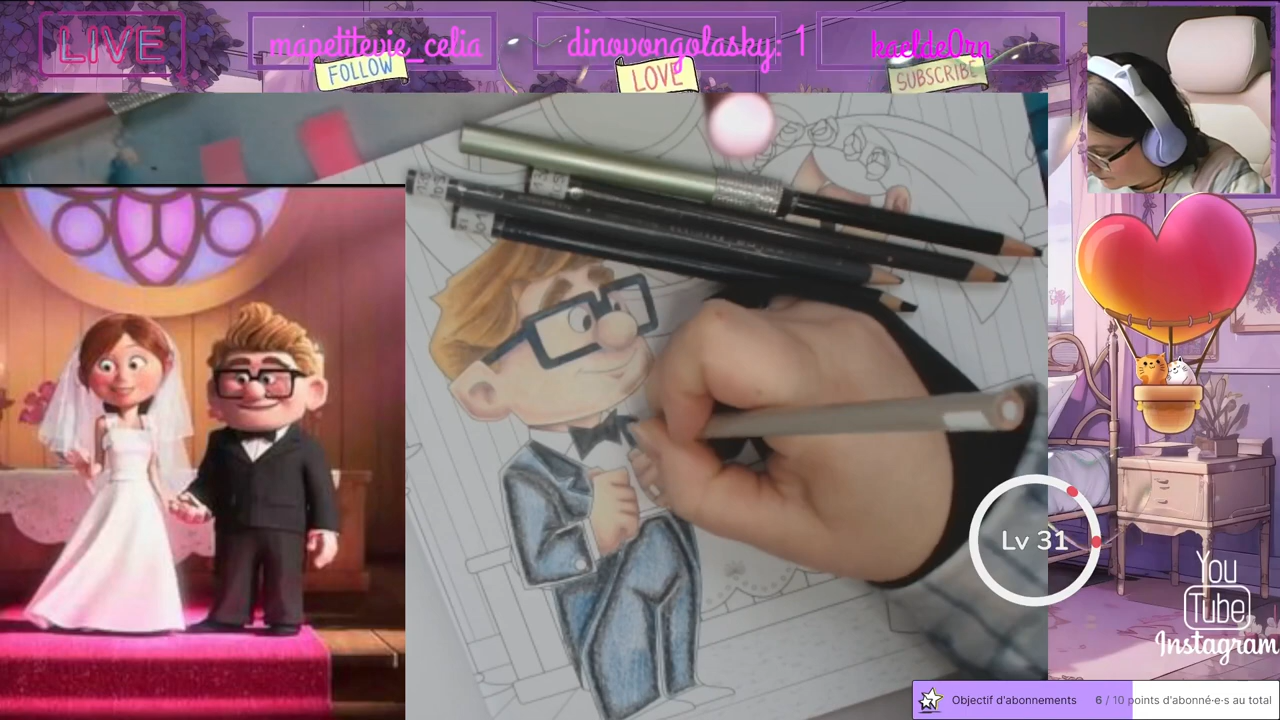 LIVE
mapetitevie_celia
FOLLOW
dinovongolasky: 1
LOVE
kaelde0rn
SUBSCRIBE
Lv 31
You
Tube
Instagram
Objectif d'abonnements 6 / 10 points d'abonné·e·s au total